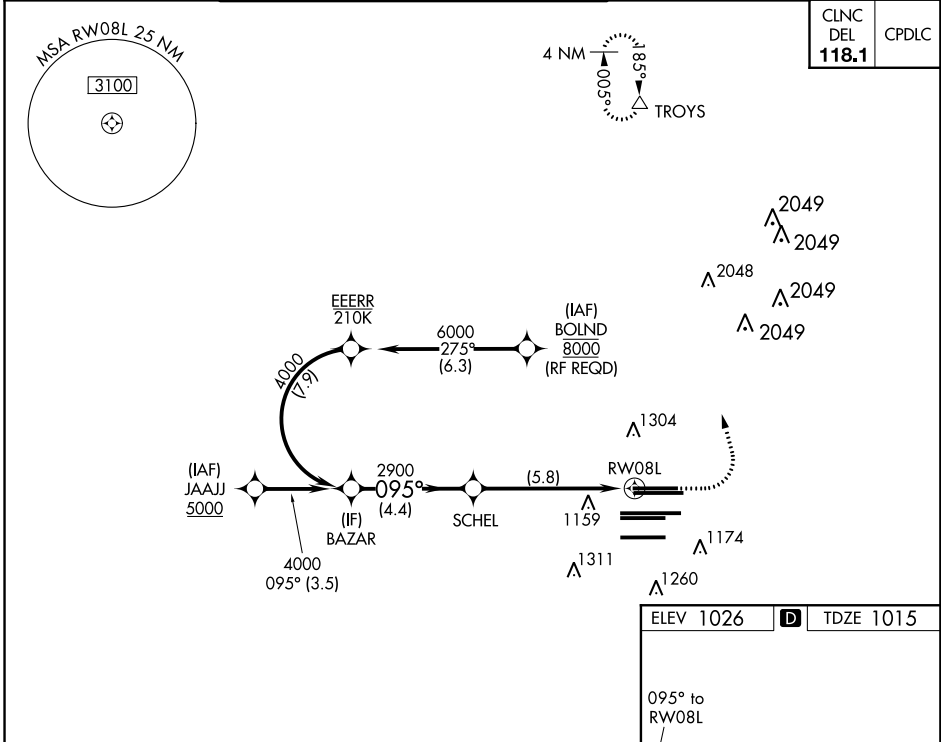 MSA RW08L 25 NM
3100
4 NM
005°
185°
TROYS
CLNC
DEL
118.1
CPDLC
2049
2049
2048
2049
2049
EEERR
210K
6000
275°
(6.3)
(IAF)
BOLND
8000
(RF REQD)
4000
(7.9)
1304
(IAF)
JAAJJ
5000
2900
095°
(4.4)
(IF)
BAZAR
SCHEL
(5.8)
RW08L
1159
4000
095° (3.5)
1311
1174
1260
ELEV 1026
D
TDZE 1015
095° to
RW08L